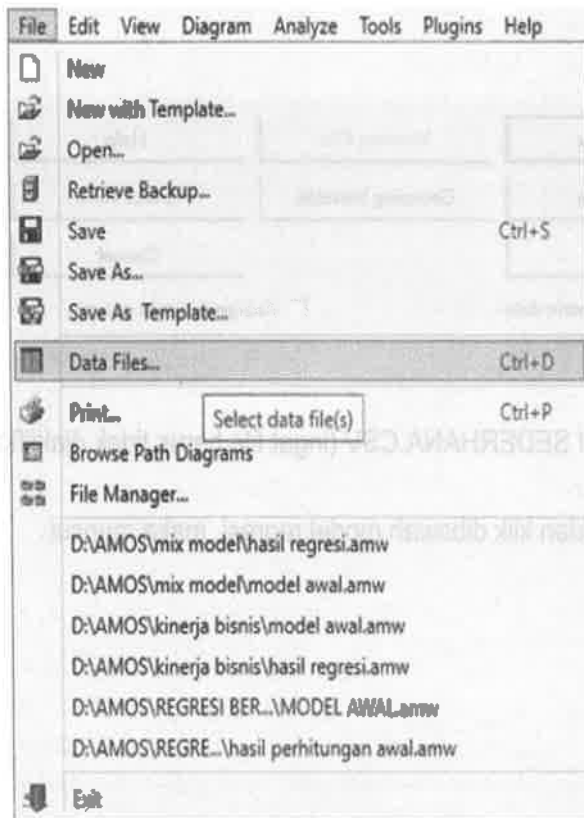 File Edit View Diagram Analyze Tools Plugins Help
New
New with Template...
Open...
Retrieve Backup...
Save Ctrl+S
Save As...
Save As Template...
Data Files... Ctrl+D
Select data file(s)
Print... Ctrl+P
Browse Path Diagrams
File Manager...
D:\AMOS\mix model\hasil regresi.amw
D:\AMOS\mix model\model awal.amw
D:\AMOS\kinerja bisnis\model awal.amw
D:\AMOS\kinerja bisnis\hasil regresi.amw
D:\AMOS\REGRESI BER...\MODEL AWAL.amw
D:\AMOS\REGRE...\hasil perhitungan awal.amw
Exit